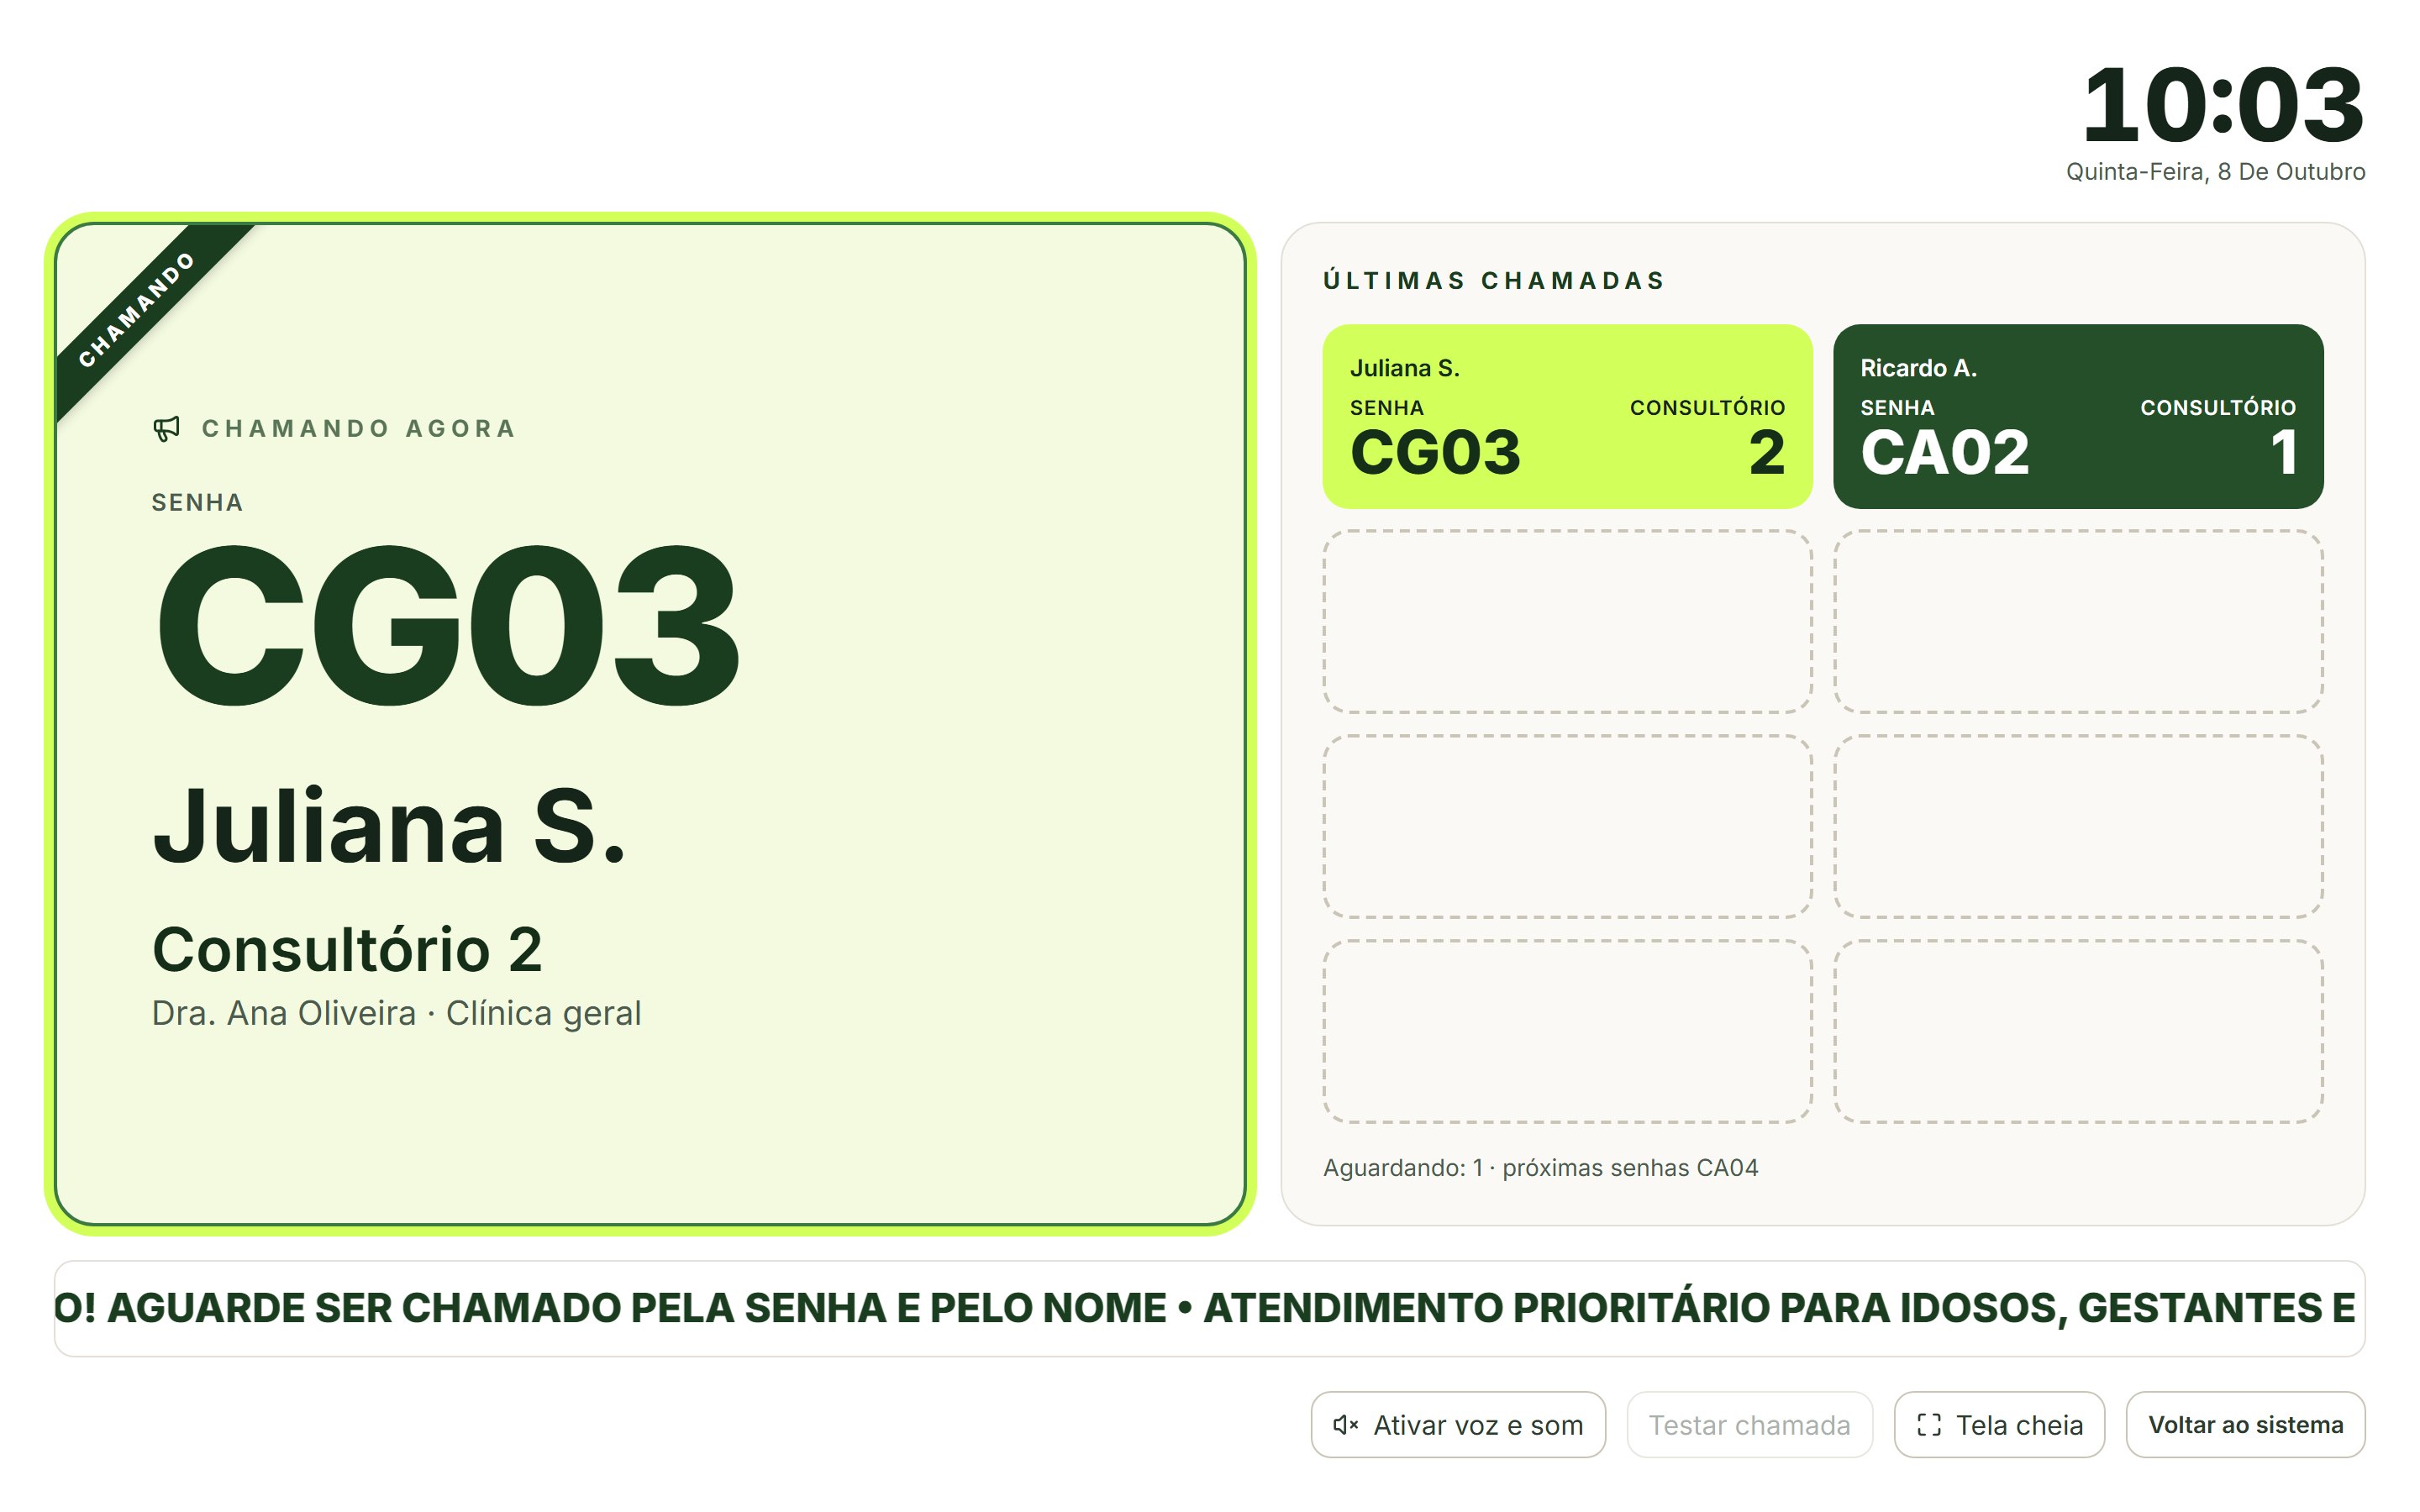 10:03
Quinta-Feira, 8 De Outubro
CHAMANDO
CHAMANDO AGORA
SENHA
CG03
Juliana S.
Consultório 2
Dra. Ana Oliveira · Clínica geral
ÚLTIMAS CHAMADAS
Juliana S.
SENHA CONSULTÓRIO
CG03 2
Ricardo A.
SENHA CONSULTÓRIO
CA02 1
Aguardando: 1 · próximas senhas CA04
O! AGUARDE SER CHAMADO PELA SENHA E PELO NOME • ATENDIMENTO PRIORITÁRIO PARA IDOSOS, GESTANTES E
Ativar voz e som
Testar chamada
Tela cheia
Voltar ao sistema